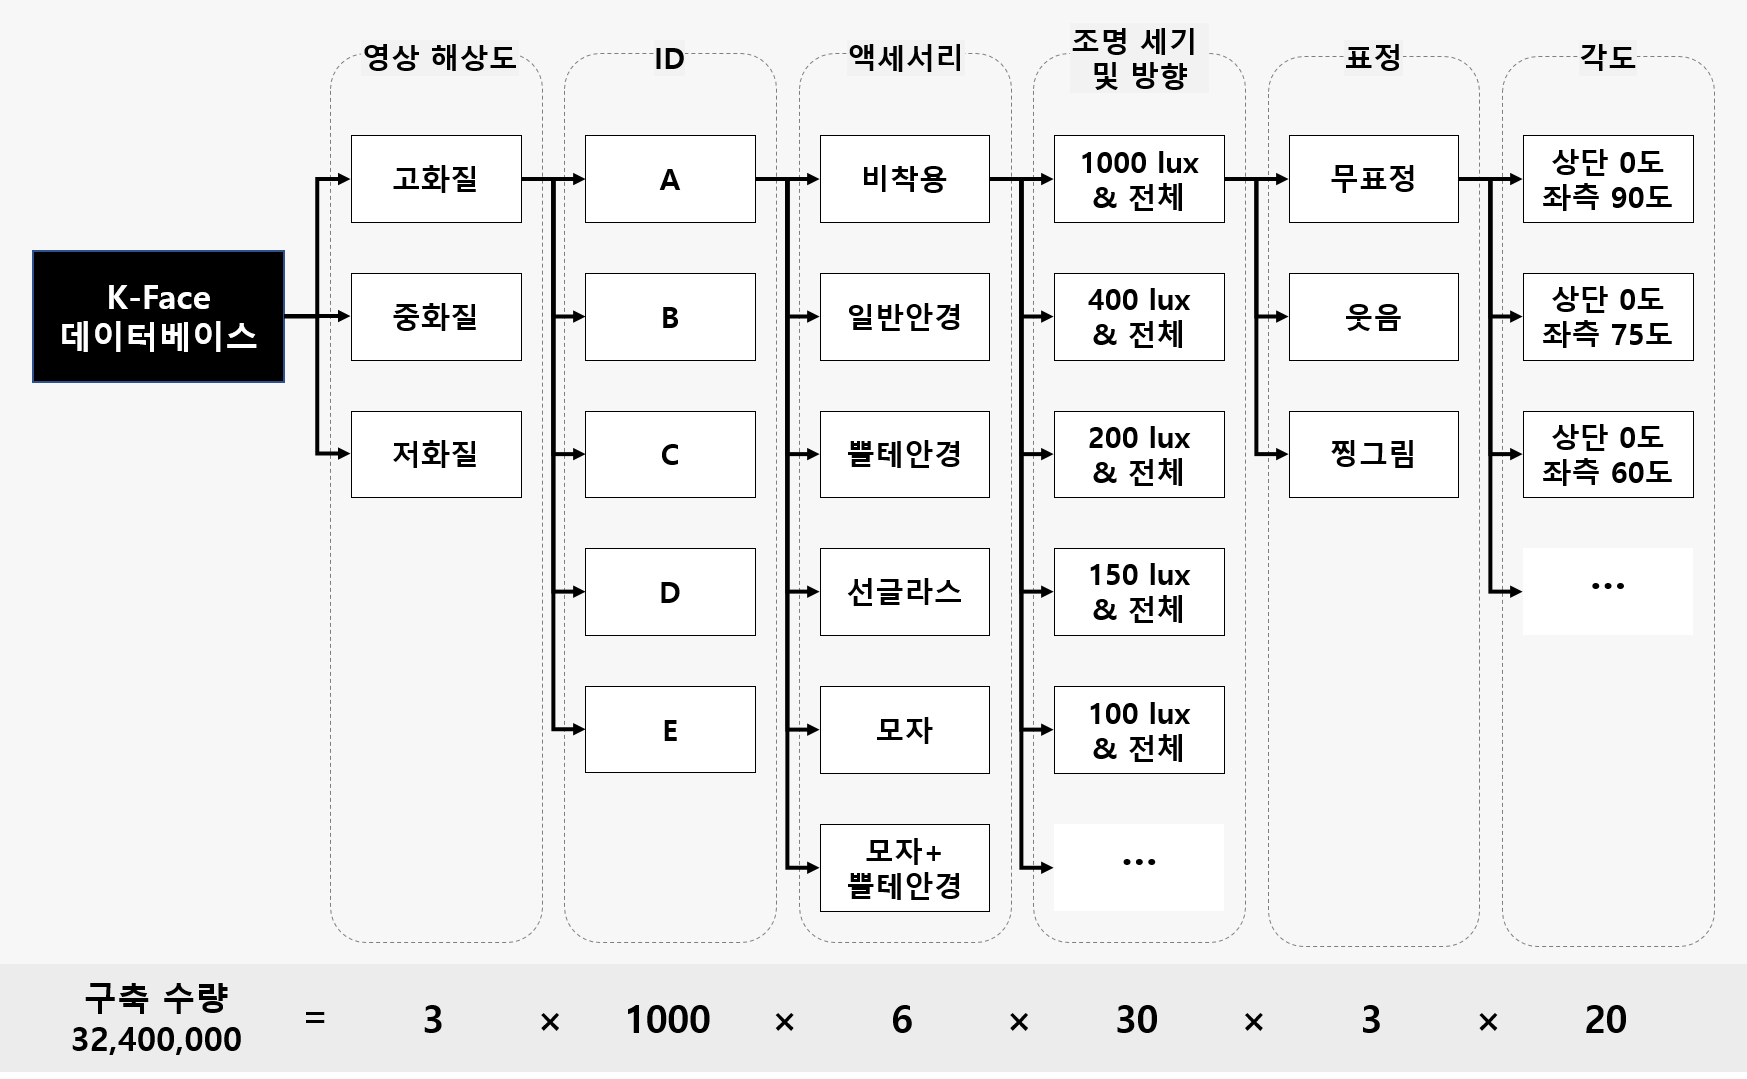 영상 해상도
ID
액세서리
조명 세기
및 방향
표정
각도
K-Face
데이터베이스
고화질
중화질
저화질
A
B
C
D
E
비착용
일반안경
뿔테안경
선글라스
모자
모자+
뿔테안경
1000 lux
& 전체
400 lux
& 전체
200 lux
& 전체
150 lux
& 전체
100 lux
& 전체
...
무표정
웃음
찡그림
상단 0도
좌측 90도
상단 0도
좌측 75도
상단 0도
좌측 60도
...
구축 수량
32,400,000
= 3 × 1000 × 6 × 30 × 3 × 20